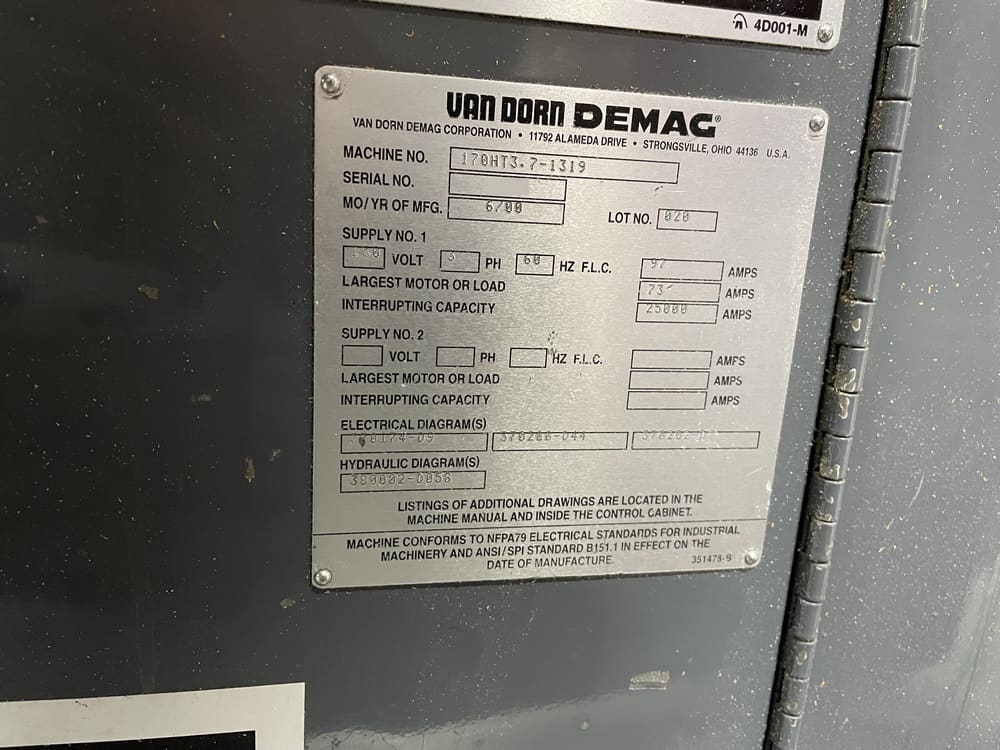 4D001-M
VAN DORN DEMAG®
VAN DORN DEMAG CORPORATION • 11792 ALAMEDA DRIVE • STRONGSVILLE, OHIO 44136 U.S.A.
MACHINE NO. 170HT3.7-1319
SERIAL NO.
MO/YR OF MFG. 6/00 LOT NO. 020
SUPPLY NO. 1
VOLT 3 PH 60 HZ F.L.C. 97 AMPS
LARGEST MOTOR OR LOAD 73 AMPS
INTERRUPTING CAPACITY 25000 AMPS
SUPPLY NO. 2
VOLT PH HZ F.L.C. AMPS
LARGEST MOTOR OR LOAD AMPS
INTERRUPTING CAPACITY AMPS
ELECTRICAL DIAGRAM(S)
HYDRAULIC DIAGRAM(S)
380002-D058
LISTINGS OF ADDITIONAL DRAWINGS ARE LOCATED IN THE
MACHINE MANUAL AND INSIDE THE CONTROL CABINET.
MACHINE CONFORMS TO NFPA79 ELECTRICAL STANDARDS FOR INDUSTRIAL
MACHINERY AND ANSI/SPI STANDARD B151.1 IN EFFECT ON THE
DATE OF MANUFACTURE. 351478-B